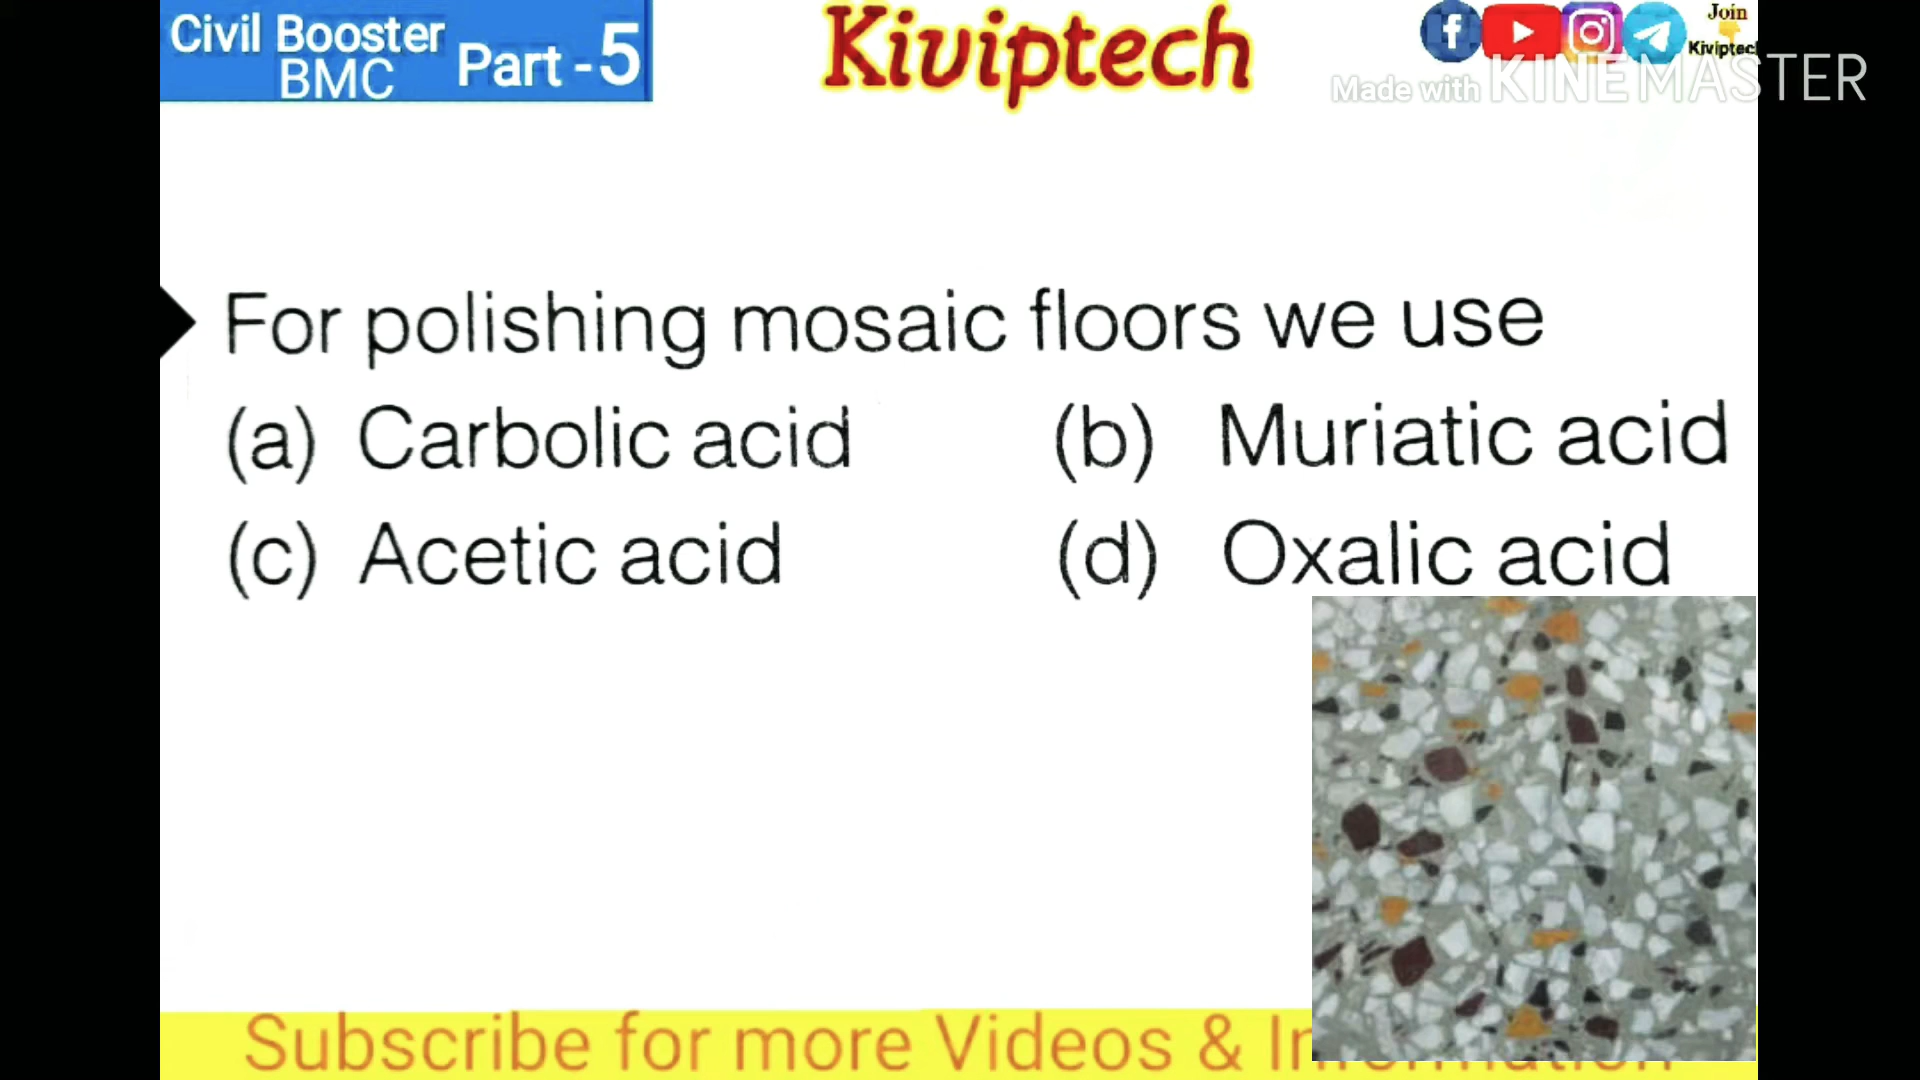 Civil Booster
BMC
Part - 5
Kiviptech
Join
Kiviptec
Made with KINEMASTER
For polishing mosaic floors we use
(a) Carbolic acid (b) Muriatic acid
(c) Acetic acid (d) Oxalic acid
Subscribe for more Videos &